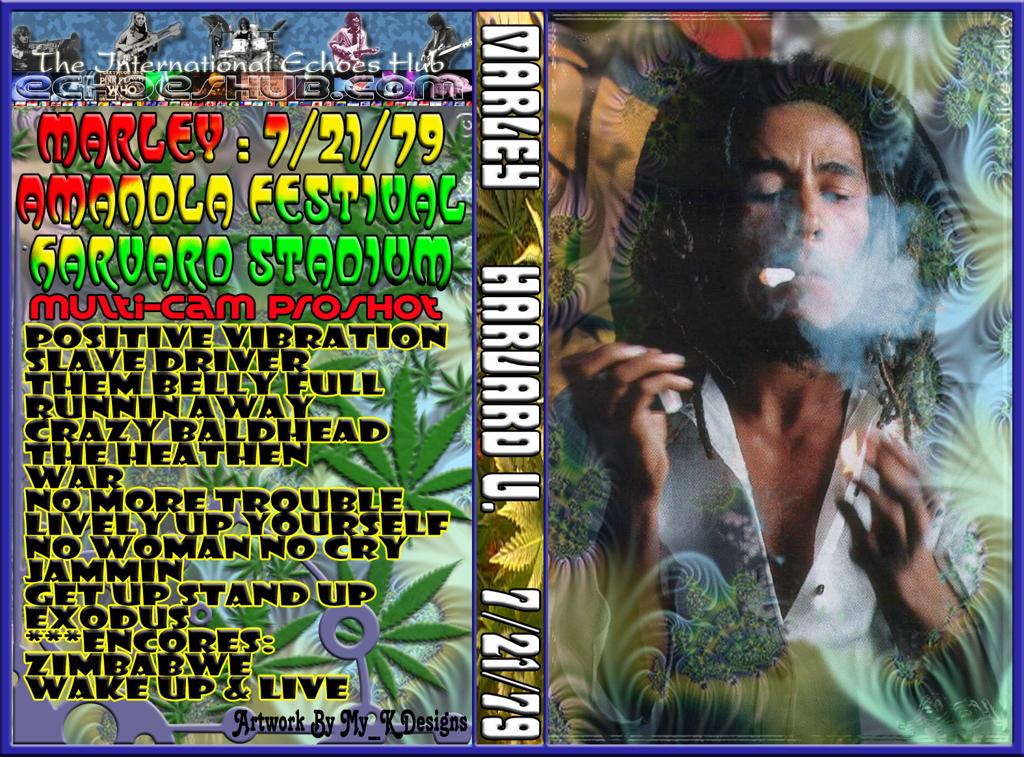 The International Echoes Hub
echoeshub.com
MARLEY : 7/21/79
AMANDLA FESTIVAL
HARVARD STADIUM
MULTI-CAM PROSHOT
POSITIVE VIBRATION
SLAVE DRIVER
THEM BELLY FULL
RUNNIN AWAY
CRAZY BALDHEAD
THE HEATHEN
WAR
NO MORE TROUBLE
LIVELY UP YOURSELF
NO WOMAN NO CRY
JAMMIN
GET UP STAND UP
EXODUS
***ENCORES:
ZIMBABWE
WAKE UP & LIVE
Artwork By My_K Designs
MARLEY HARVARD U. 7/21/79